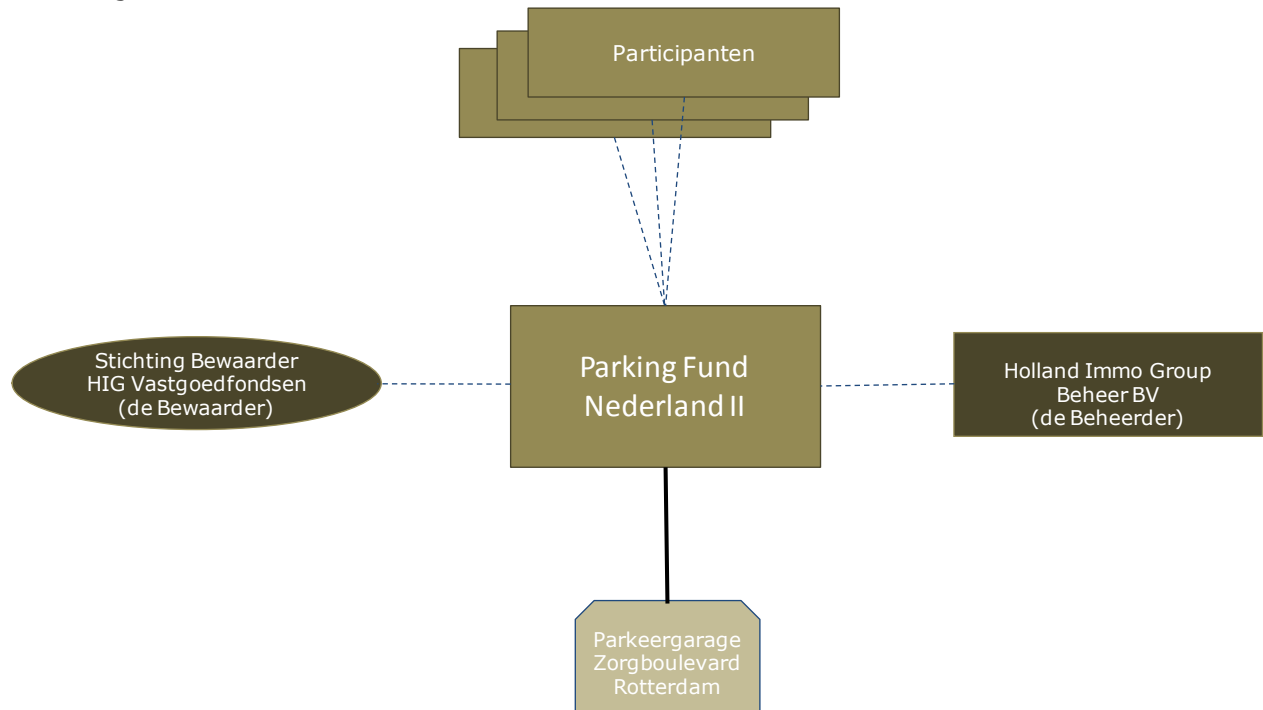 Participanten
Parking Fund
Nederland II
Stichting Bewaarder
HIG Vastgoedfondsen
(de Bewaarder)
Holland Immo Group
Beheer BV
(de Beheerder)
Parkeergarage
Zorgboulevard
Rotterdam